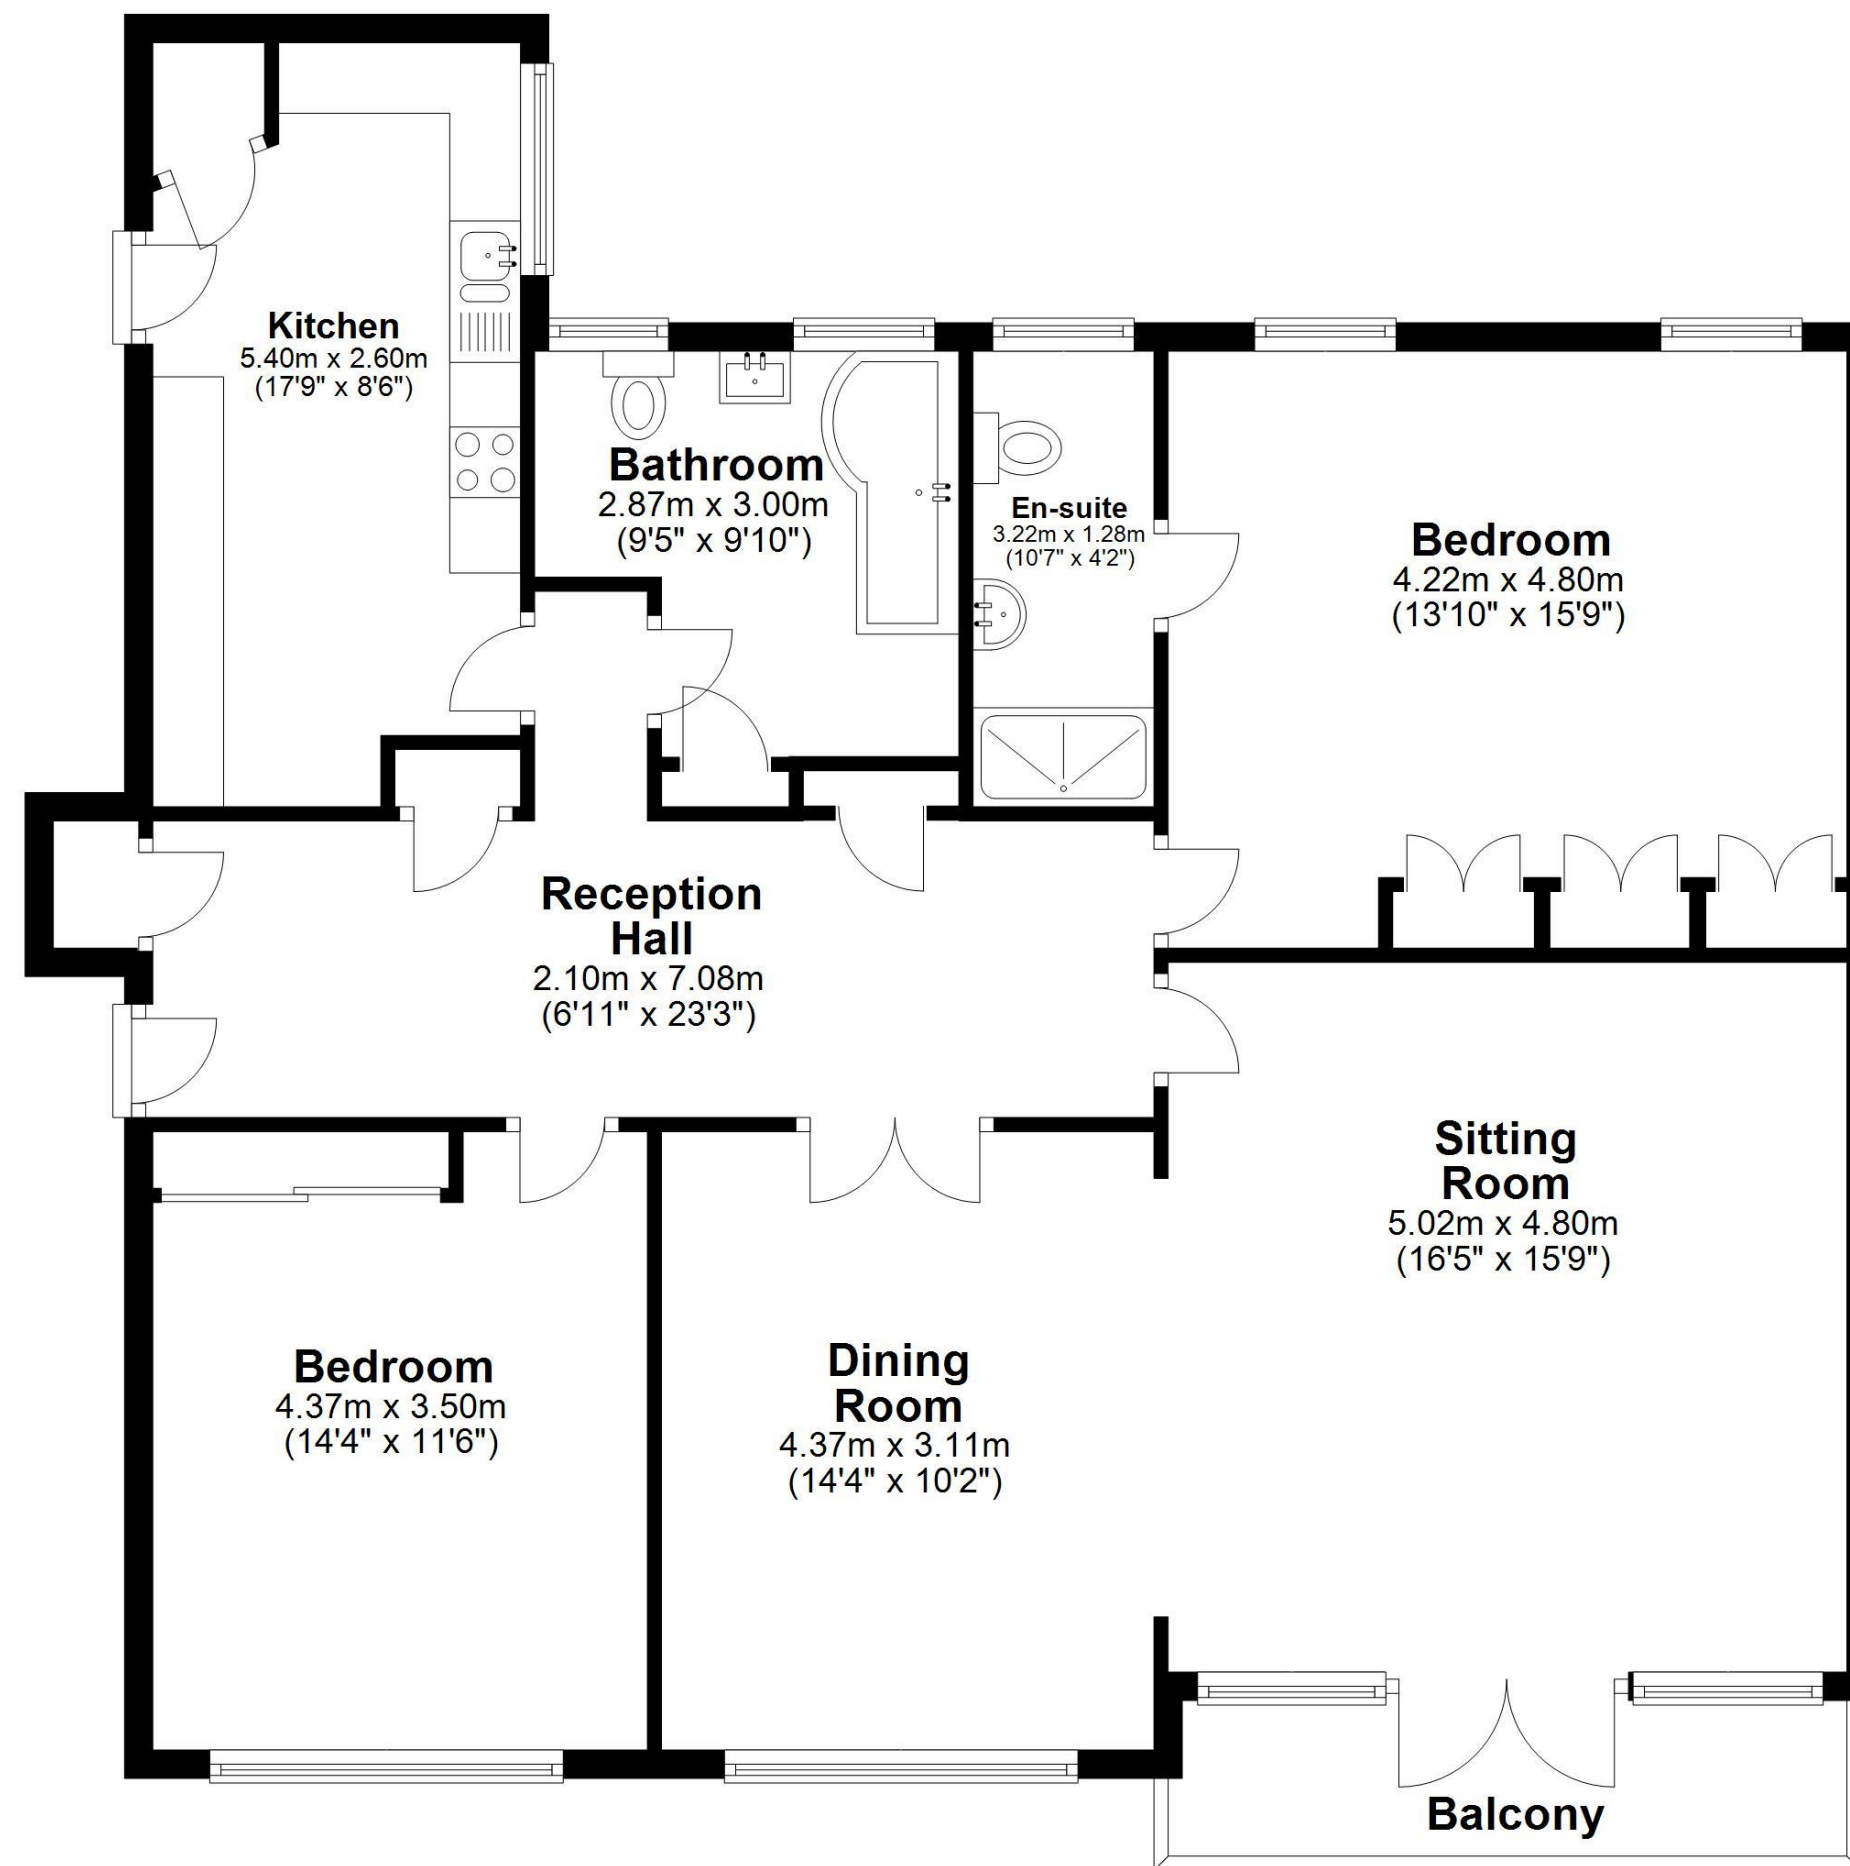 Kitchen
5.40m x 2.60m
(17'9" x 8'6")
Bathroom
2.87m x 3.00m
(9'5" x 9'10")
En-suite
3.22m x 1.28m
(10'7" x 4'2")
Bedroom
4.22m x 4.80m
(13'10" x 15'9")
Reception
Hall
2.10m x 7.08m
(6'11" x 23'3")
Sitting
Room
5.02m x 4.80m
(16'5" x 15'9")
Bedroom
4.37m x 3.50m
(14'4" x 11'6")
Dining
Room
4.37m x 3.11m
(14'4" x 10'2")
Balcony